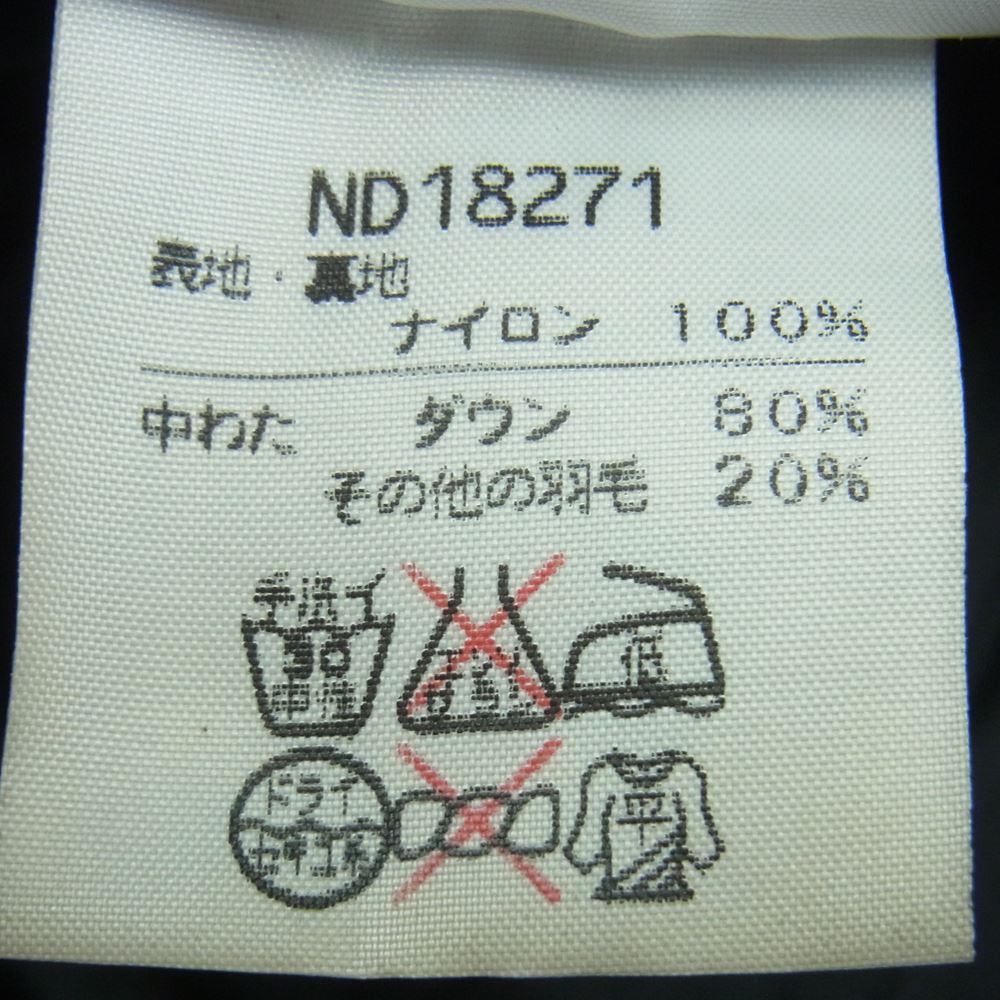 ND18271
表地・裏地
ナイロン 100%
中わた ダウン 80%
その他の羽毛 20%
手洗イ
30
中性
低
ドライ
セキユ系
平